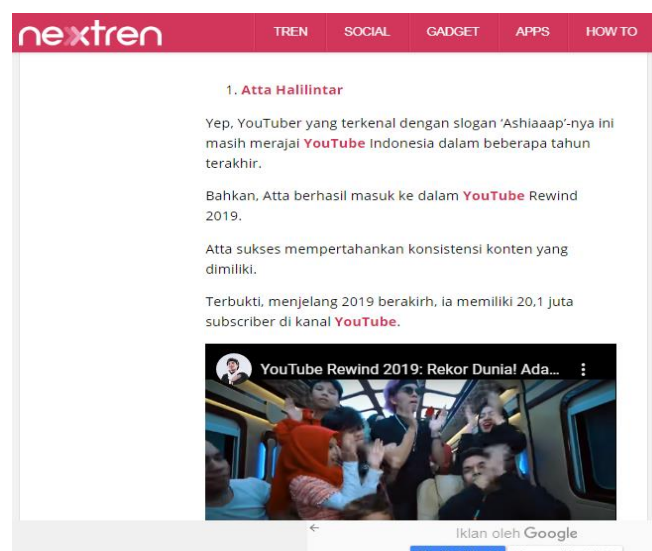 nextren
TREN SOCIAL GADGET APPS HOW TO
1. Atta Halilintar
Yep, YouTuber yang terkenal dengan slogan ‘Ashiaaap’-nya ini
masih merajai YouTube Indonesia dalam beberapa tahun
terakhir.
Bahkan, Atta berhasil masuk ke dalam YouTube Rewind
2019.
Atta sukses mempertahankan konsistensi konten yang
dimiliki.
Terbukti, menjelang 2019 berakirh, ia memiliki 20,1 juta
subscriber di kanal YouTube.
YouTube Rewind 2019: Rekor Dunia! Ada...
Iklan oleh Google